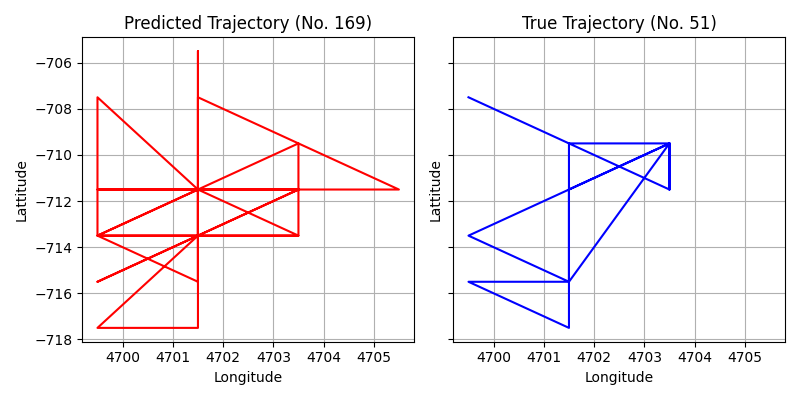 Predicted Trajectory (No. 169)
True Trajectory (No. 51)
−706
−708
−710
−712
−714
−716
−718
Lattitude
Lattitude
4700 4701 4702 4703 4704 4705
4700 4701 4702 4703 4704 4705
Longitude
Longitude